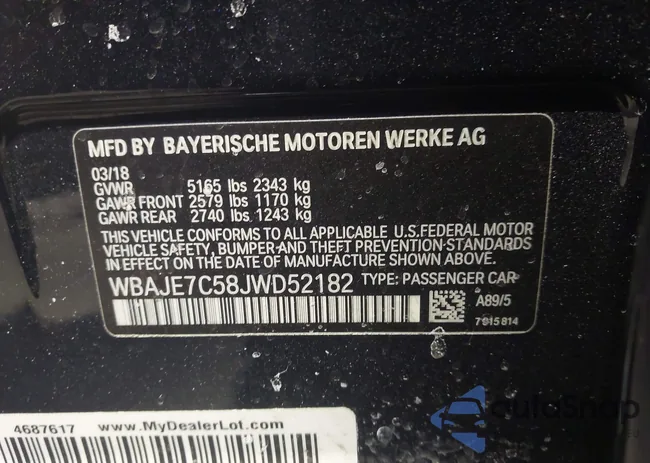 MFD BY BAYERISCHE MOTOREN WERKE AG
03/18
GVWR 5165 lbs 2343 kg
GAWR FRONT 2579 lbs 1170 kg
GAWR REAR 2740 lbs 1243 kg
THIS VEHICLE CONFORMS TO ALL APPLICABLE U.S.FEDERAL MOTOR
VEHICLE SAFETY, BUMPER AND THEFT PREVENTION STANDARDS
IN EFFECT ON THE DATE OF MANUFACTURE SHOWN ABOVE.
WBAJE7C58JWD52182 TYPE: PASSENGER CAR
A89/5
7915814
4687617 www.MyDealerLot.com